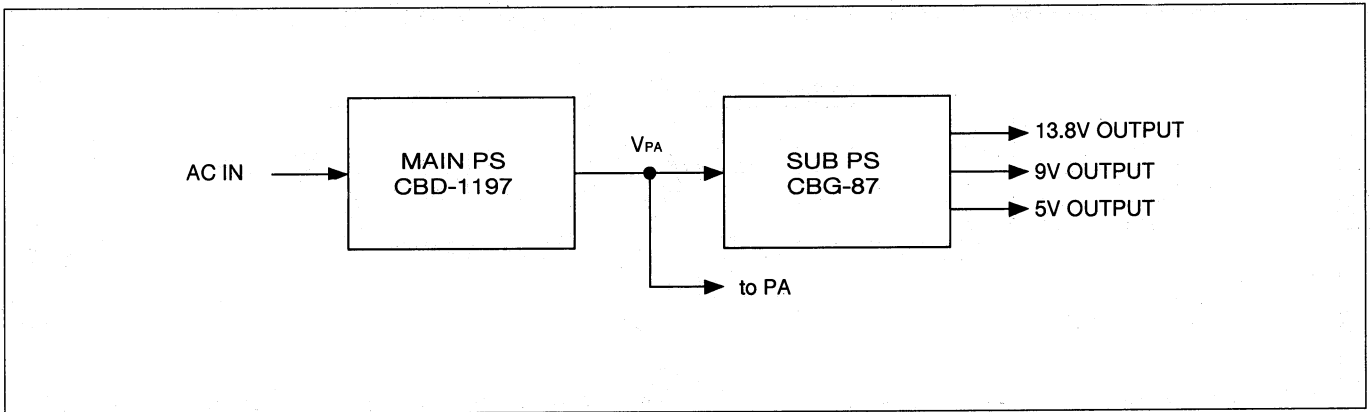 AC IN
MAIN PS
CBD-1197
VPA
SUB PS
CBG-87
13.8V OUTPUT
9V OUTPUT
5V OUTPUT
to PA